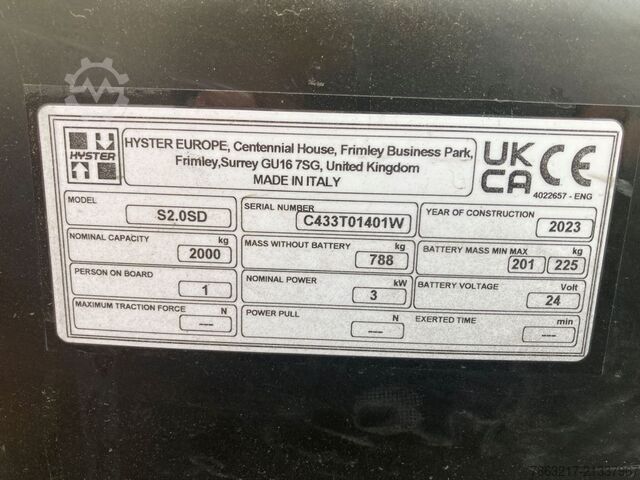 HYSTER
HYSTER EUROPE, Centennial House, Frimley Business Park,
Frimley,Surrey GU16 7SG, United Kingdom
MADE IN ITALY
UK
CA
CE
4022657 - ENG
MODEL S2.0SD
SERIAL NUMBER C433T01401W
YEAR OF CONSTRUCTION 2023
NOMINAL CAPACITY kg 2000
MASS WITHOUT BATTERY kg 788
BATTERY MASS MIN MAX kg 201 225
PERSON ON BOARD 1
NOMINAL POWER kW 3
BATTERY VOLTAGE Volt 24
MAXIMUM TRACTION FORCE N ---
POWER PULL N ---
EXERTED TIME min ---